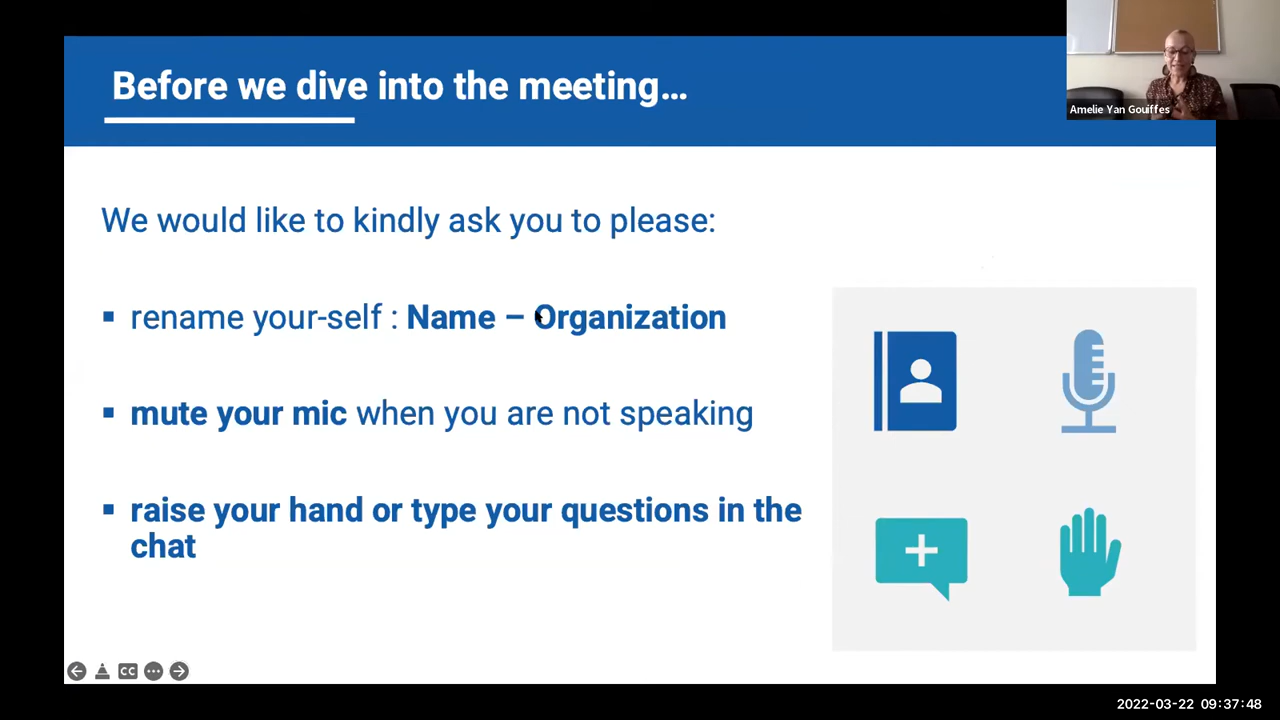 Before we dive into the meeting...
Amelie Yan Gouiffes
We would like to kindly ask you to please:
▪ rename your-self : Name – Organization
▪ mute your mic when you are not speaking
▪ raise your hand or type your questions in the
chat
CC
2022-03-22 09:37:48